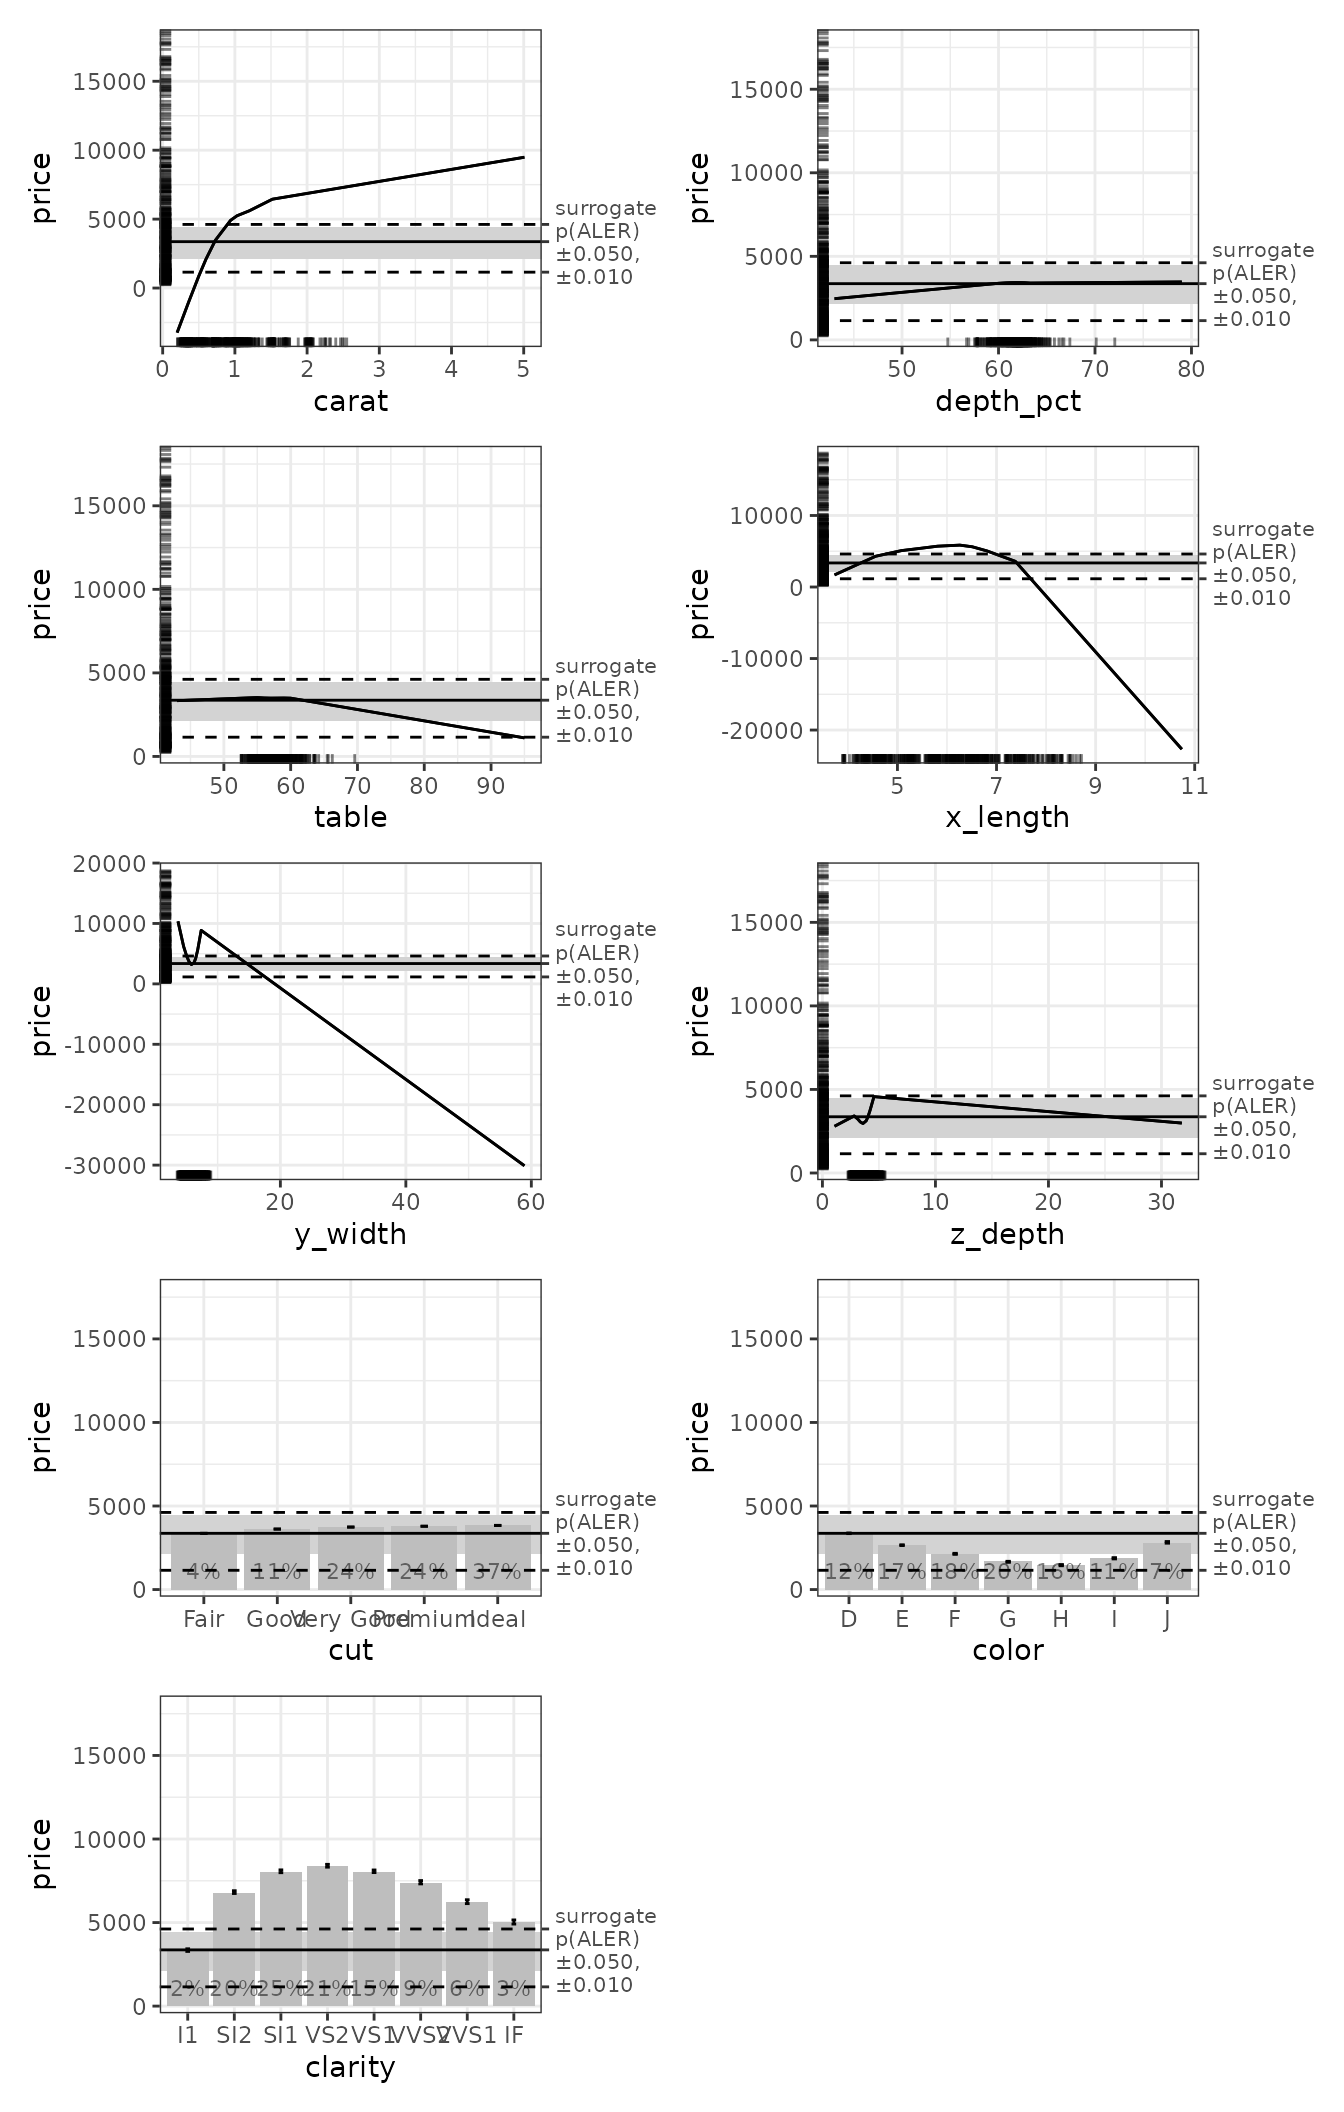 15000
10000
5000
0
price
surrogate
p(ALER)
±0.050,
±0.010
0 1 2 3 4 5
carat
15000
10000
5000
0
price
surrogate
p(ALER)
±0.050,
±0.010
50 60 70 80
depth_pct
15000
10000
5000
0
price
surrogate
p(ALER)
±0.050,
±0.010
50 60 70 80 90
table
10000
0
-10000
-20000
price
surrogate
p(ALER)
±0.050,
±0.010
5 7 9 11
x_length
20000
10000
0
-10000
-20000
-30000
price
surrogate
p(ALER)
±0.050,
±0.010
20 40 60
y_width
15000
10000
5000
0
price
surrogate
p(ALER)
±0.050,
±0.010
0 10 20 30
z_depth
15000
10000
5000
0
price
surrogate
p(ALER)
±0.050,
±0.010
4% 11% 24% 24% 37%
Fair Good Very Good Premium Ideal
cut
15000
10000
5000
0
price
surrogate
p(ALER)
±0.050,
±0.010
12% 17% 18% 20% 16% 11% 7%
D E F G H I J
color
15000
10000
5000
0
price
surrogate
p(ALER)
±0.050,
±0.010
2% 20% 25% 21% 15% 9% 6% 3%
I1 SI2 SI1 VS2 VS1 VVS2 VVS1 IF
clarity